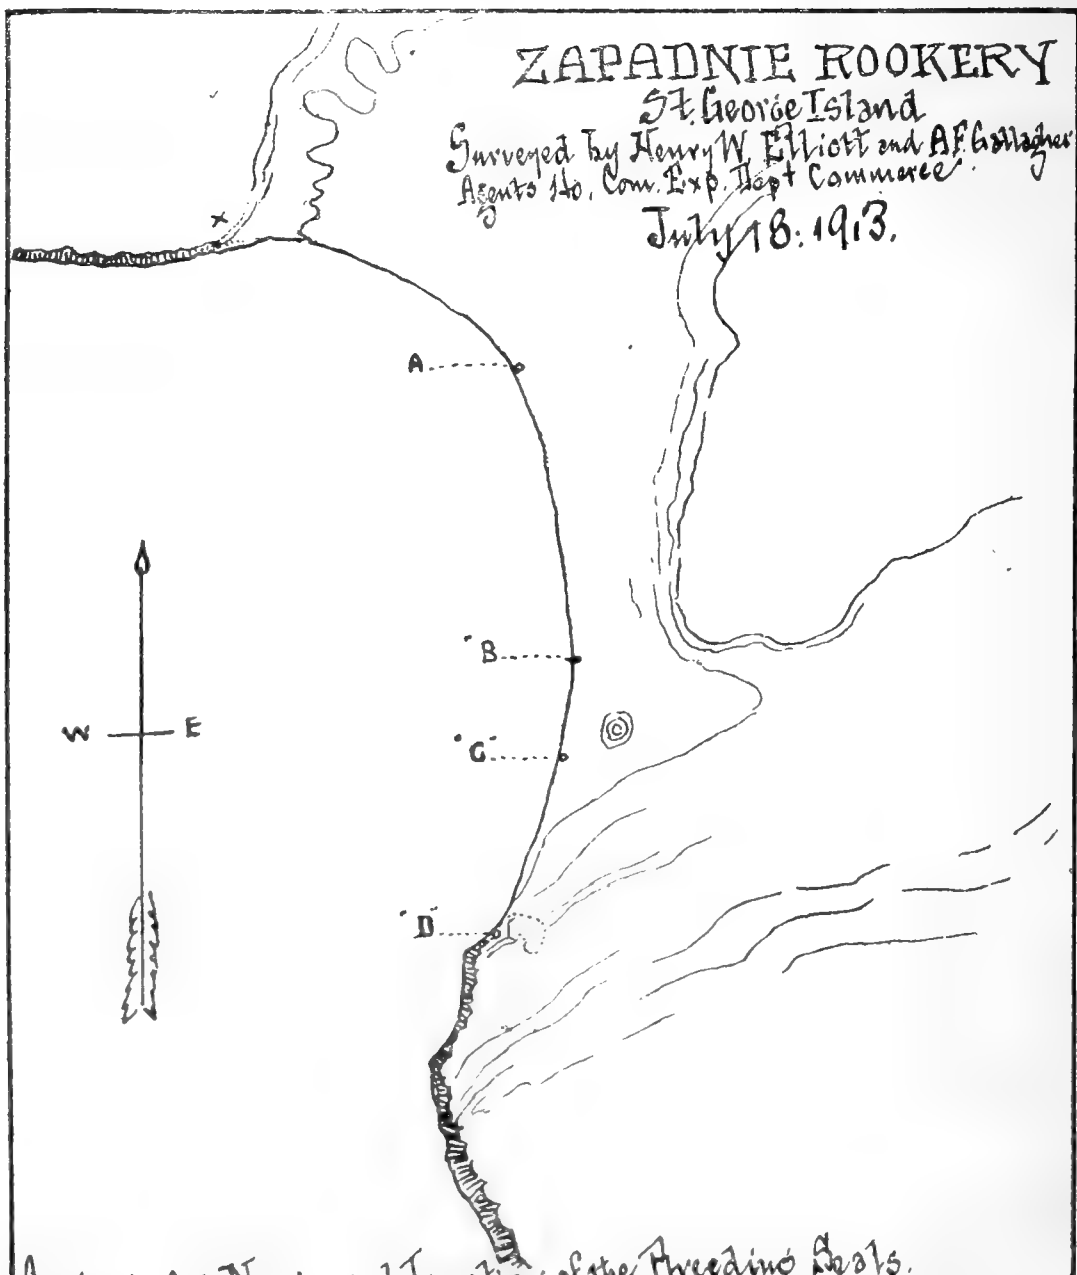 ZAPADNIE ROOKERY
St. George Island
Surveyed by Henry W. Elliott and A F. Gallagher
Agents Ho. Com. Exp. Dept Commerce.
July 18: 1913.
x
A
"B
W E
"C"
"D"
of the Breeding Seals.